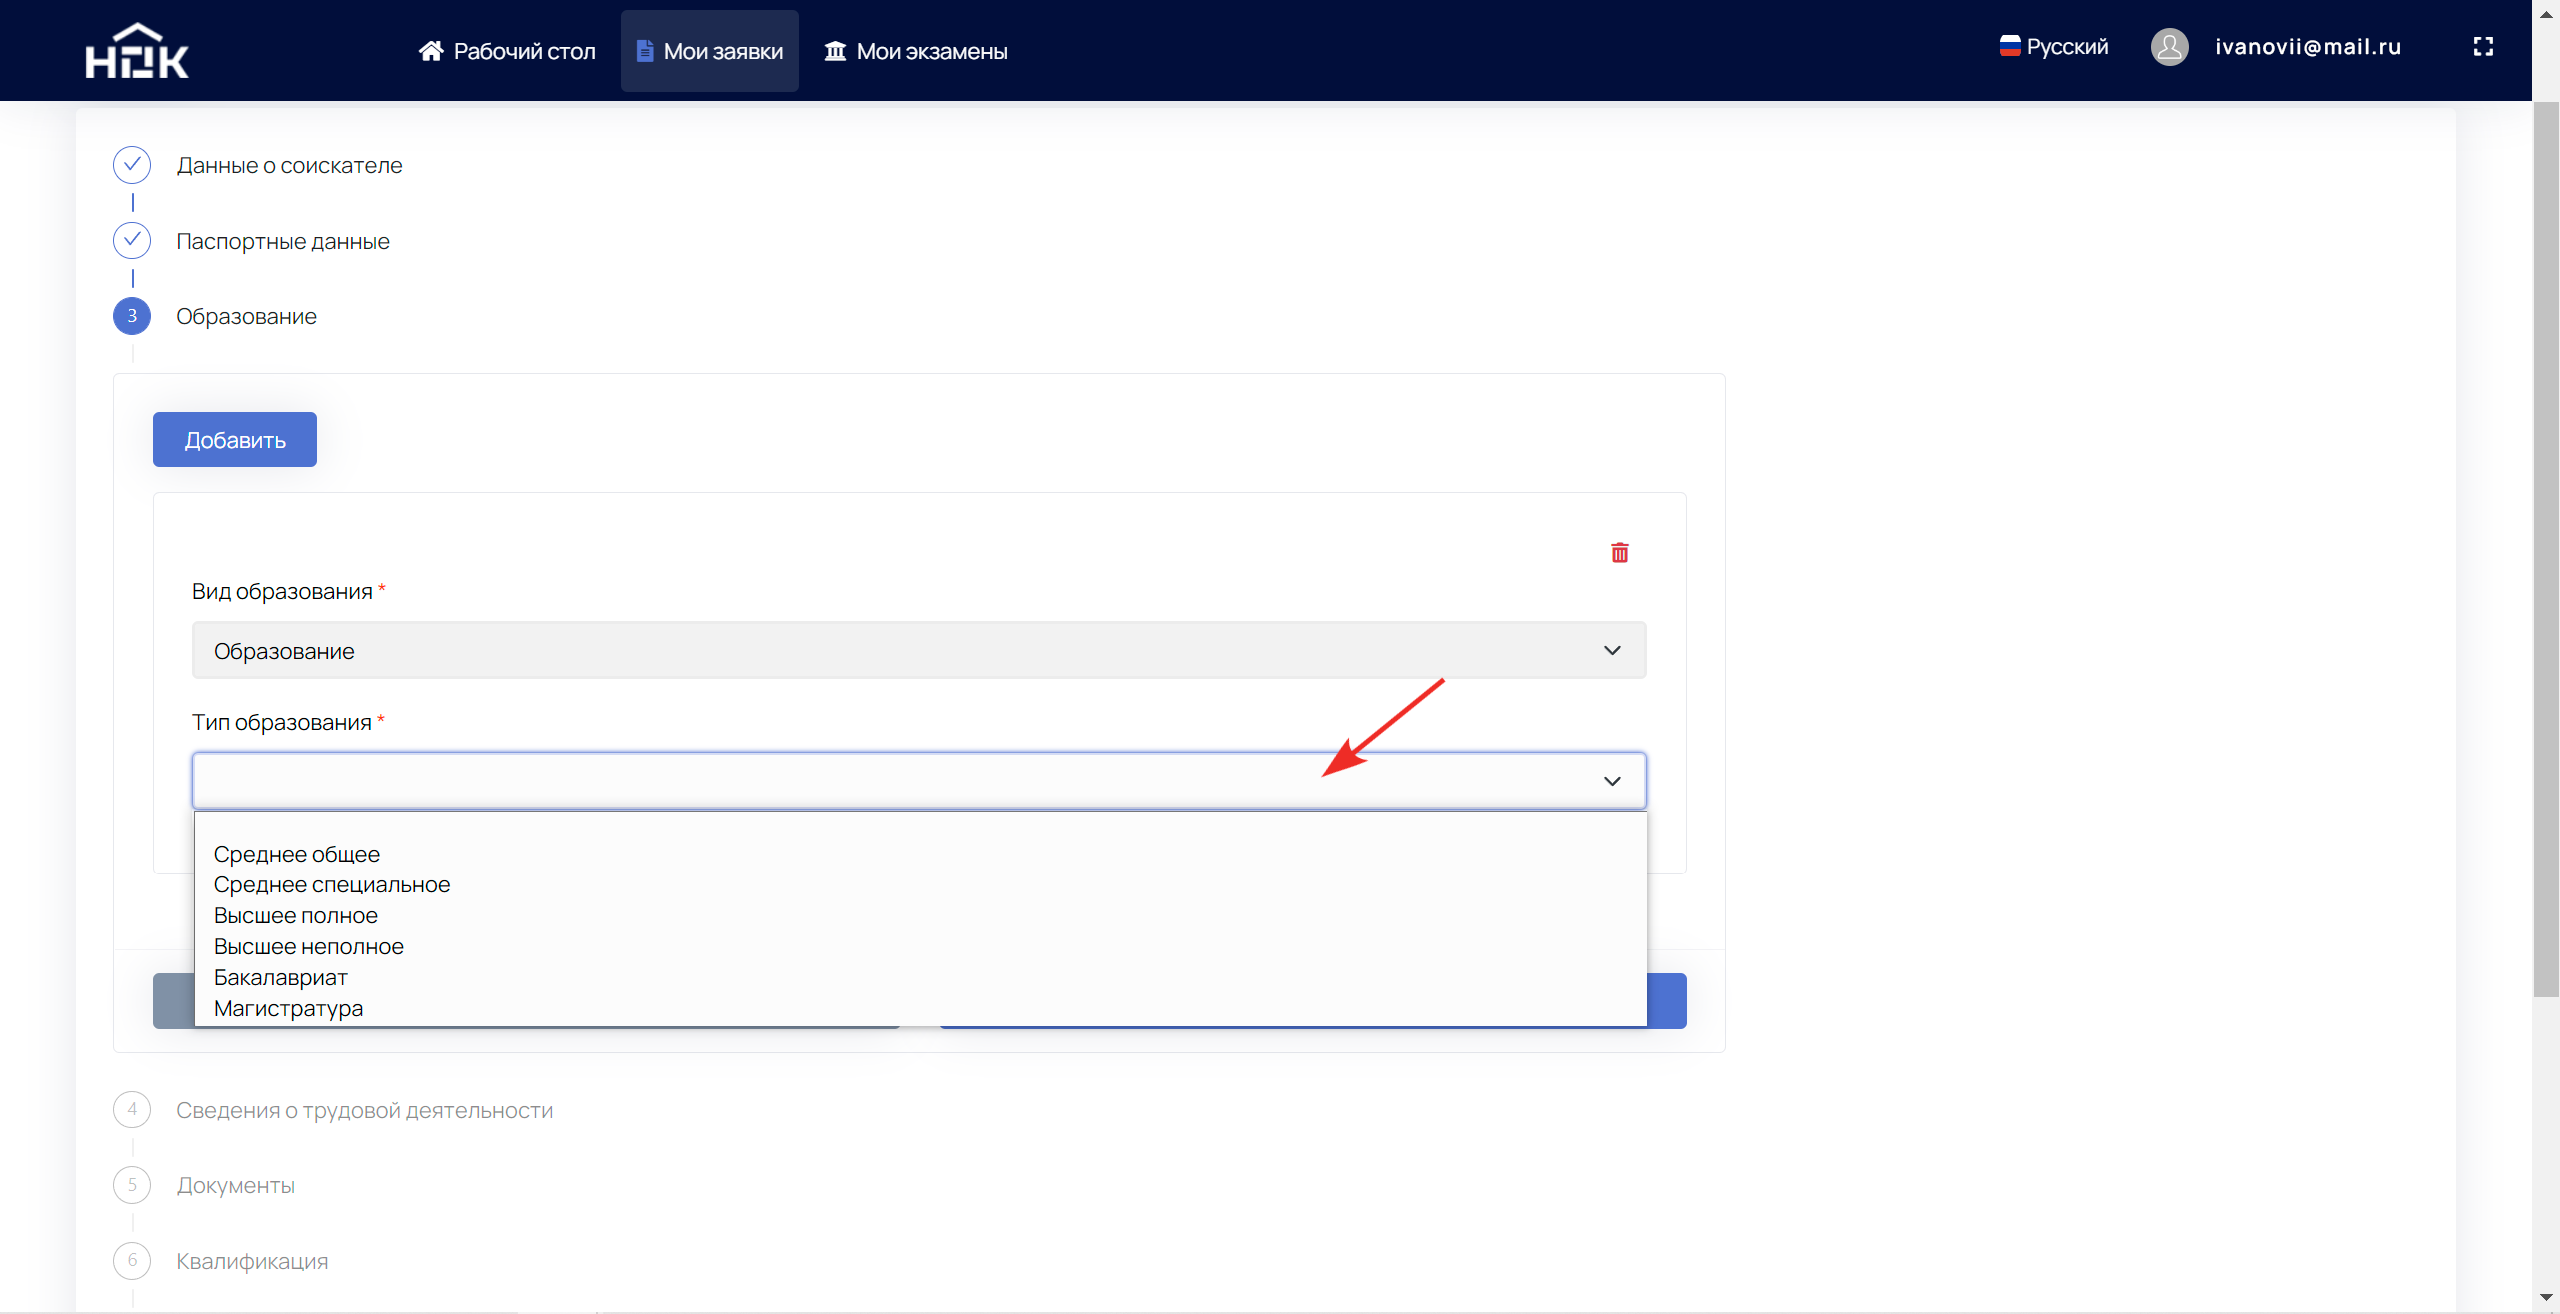 НОК
Рабочий стол
Мои заявки
Мои экзамены
Русский
ivanovii@mail.ru
Данные о соискателе
Паспортные данные
3 Образование
Добавить
Вид образования *
Образование
Тип образования *
Среднее общее
Среднее специальное
Высшее полное
Высшее неполное
Бакалавриат
Магистратура
4 Сведения о трудовой деятельности
5 Документы
6 Квалификация